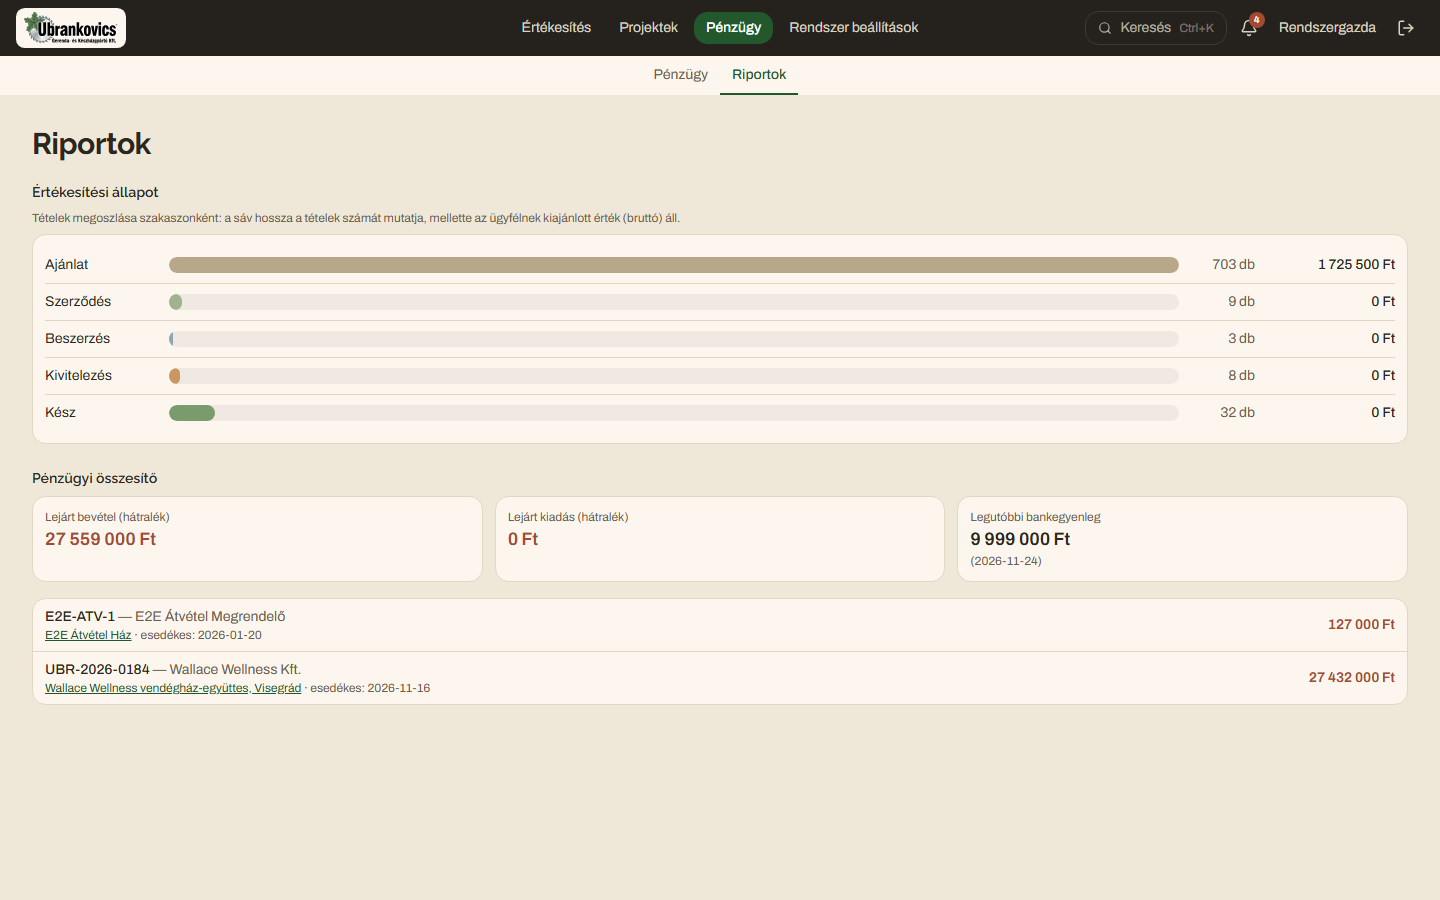 Ubrankovics
Gerenda- és Készházgyártó Kft.
Értékesítés
Projektek
Pénzügy
Rendszer beállítások
Keresés Ctrl+K
4
Rendszergazda
Pénzügy
Riportok
Riportok
Értékesítési állapot
Tételek megoszlása szakaszonként: a sáv hossza a tételek számát mutatja, mellette az ügyfélnek kiajánlott érték (bruttó) áll.
Ajánlat 703 db 1 725 500 Ft
Szerződés 9 db 0 Ft
Beszerzés 3 db 0 Ft
Kivitelezés 8 db 0 Ft
Kész 32 db 0 Ft
Pénzügyi összesítő
Lejárt bevétel (hátralék)
27 559 000 Ft
Lejárt kiadás (hátralék)
0 Ft
Legutóbbi bankegyenleg
9 999 000 Ft
(2026-11-24)
E2E-ATV-1 — E2E Átvétel Megrendelő
E2E Átvétel Ház · esedékes: 2026-01-20
127 000 Ft
UBR-2026-0184 — Wallace Wellness Kft.
Wallace Wellness vendégház-együttes, Visegrád · esedékes: 2026-11-16
27 432 000 Ft